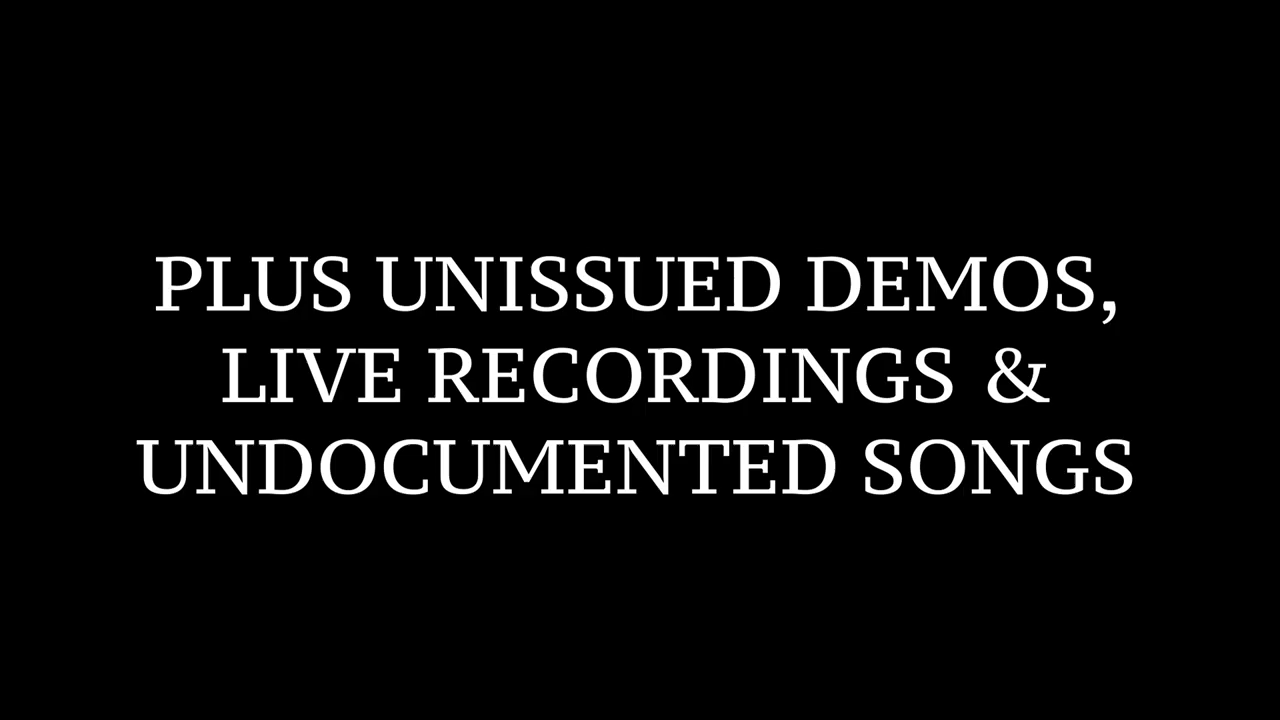 PLUS UNISSUED DEMOS,
LIVE RECORDINGS &
UNDOCUMENTED SONGS